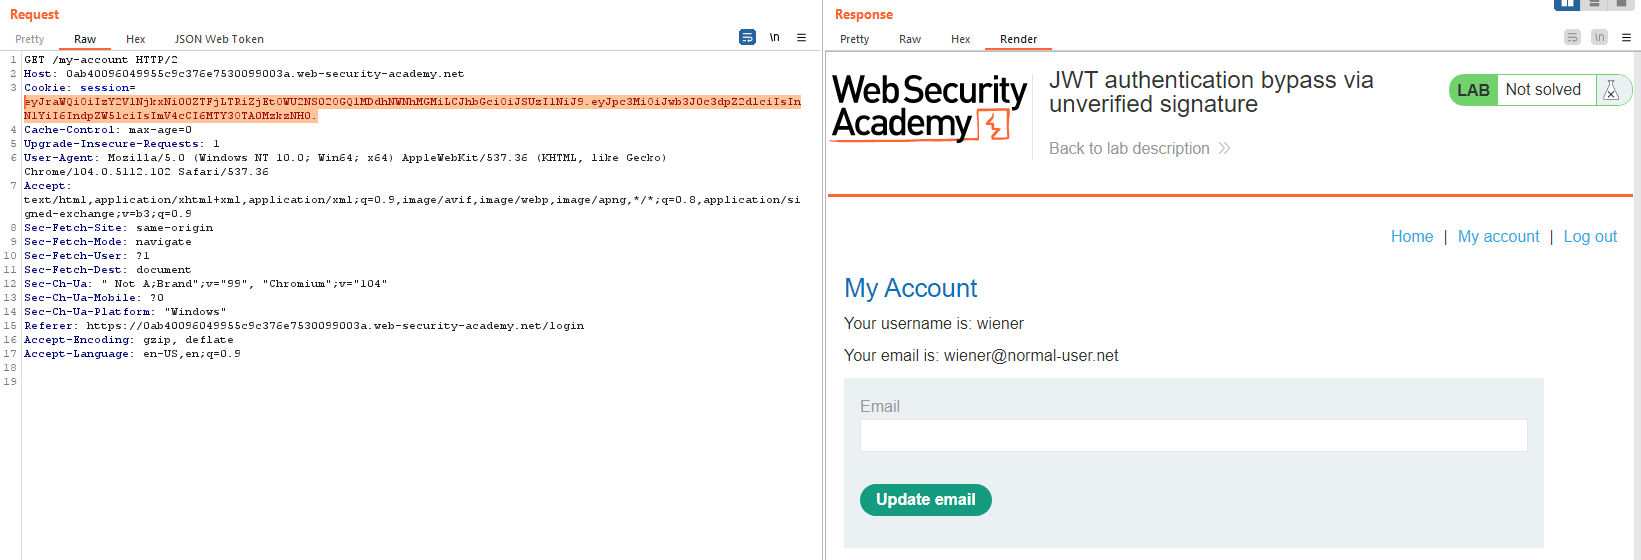 Request
Pretty Raw Hex JSON Web Token
\n
1 GET /my-account HTTP/2
2 Host: 0ab40096049955c9c376e7530099003a.web-security-academy.net
3 Cookie: session=
4 Cache-Control: max-age=0
5 Upgrade-Insecure-Requests: 1
6 User-Agent: Mozilla/5.0 (Windows NT 10.0; Win64; x64) AppleWebKit/537.36 (KHTML, like Gecko)
Chrome/104.0.5112.102 Safari/537.36
7 Accept:
text/html,application/xhtml+xml,application/xml;q=0.9,image/avif,image/webp,image/apng,*/*;q=0.8,application/si
gned-exchange;v=b3;q=0.9
8 Sec-Fetch-Site: same-origin
9 Sec-Fetch-Mode: navigate
10 Sec-Fetch-User: ?1
11 Sec-Fetch-Dest: document
12 Sec-Ch-Ua: " Not A;Brand";v="99", "Chromium";v="104"
13 Sec-Ch-Ua-Mobile: ?0
14 Sec-Ch-Ua-Platform: "Windows"
15 Referer: https://0ab40096049955c9c376e7530099003a.web-security-academy.net/login
16 Accept-Encoding: gzip, deflate
17 Accept-Language: en-US,en;q=0.9
18
19
Response
Pretty Raw Hex Render
\n
Web Security
Academy
JWT authentication bypass via
unverified signature
Back to lab description
LAB Not solved
Home | My account | Log out
My Account
Your username is: wiener
Your email is: wiener@normal-user.net
Email
Update email